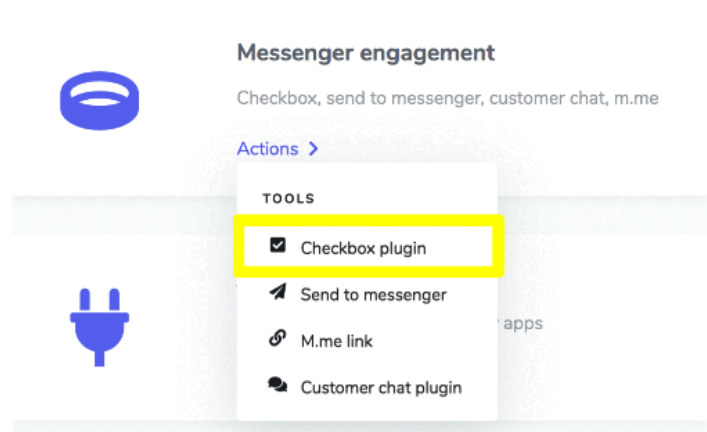 Messenger engagement
Checkbox, send to messenger, customer chat, m.me
Actions
TOOLS
Checkbox plugin
Send to messenger
apps
M.me link
Customer chat plugin